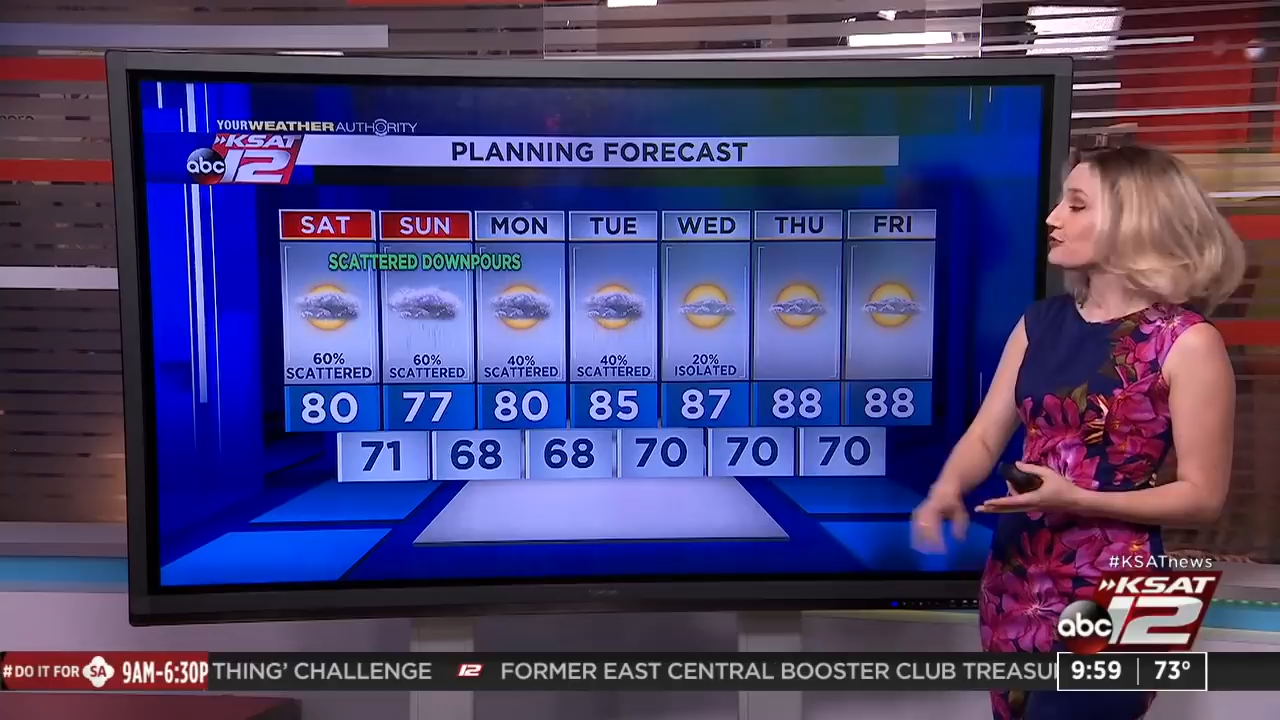 YOURWEATHERAUTHORITY
»KSAT
abc 12
PLANNING FORECAST
SAT SUN MON TUE WED THU FRI
SCATTERED DOWNPOURS
60% 60% 40% 40% 20%
SCATTERED SCATTERED SCATTERED SCATTERED ISOLATED
80 77 80 85 87 88 88
71 68 68 70 70 70
#KSATnews
»KSAT
abc 12
#DO IT FOR SA 9AM-6:30P THING' CHALLENGE 12 FORMER EAST CENTRAL BOOSTER CLUB TREASU 9:59 73°